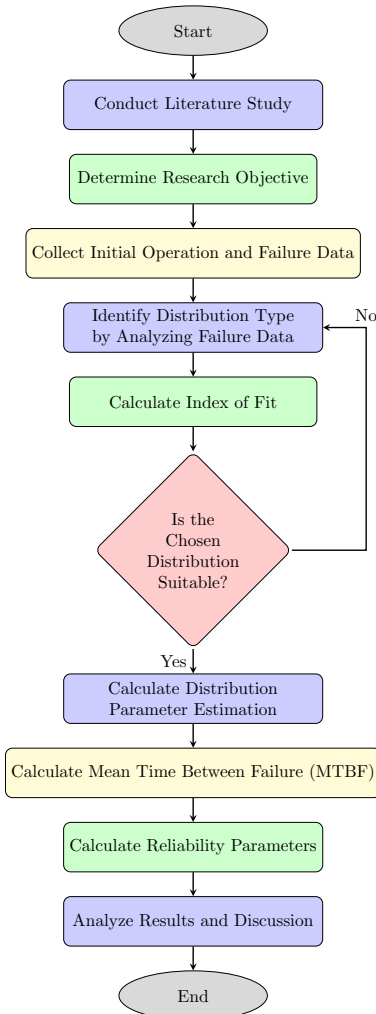 Start
Conduct Literature Study
Determine Research Objective
Collect Initial Operation and Failure Data
Identify Distribution Type
by Analyzing Failure Data
No
Calculate Index of Fit
Is the
Chosen
Distribution
Suitable?
Yes
Calculate Distribution
Parameter Estimation
Calculate Mean Time Between Failure (MTBF)
Calculate Reliability Parameters
Analyze Results and Discussion
End